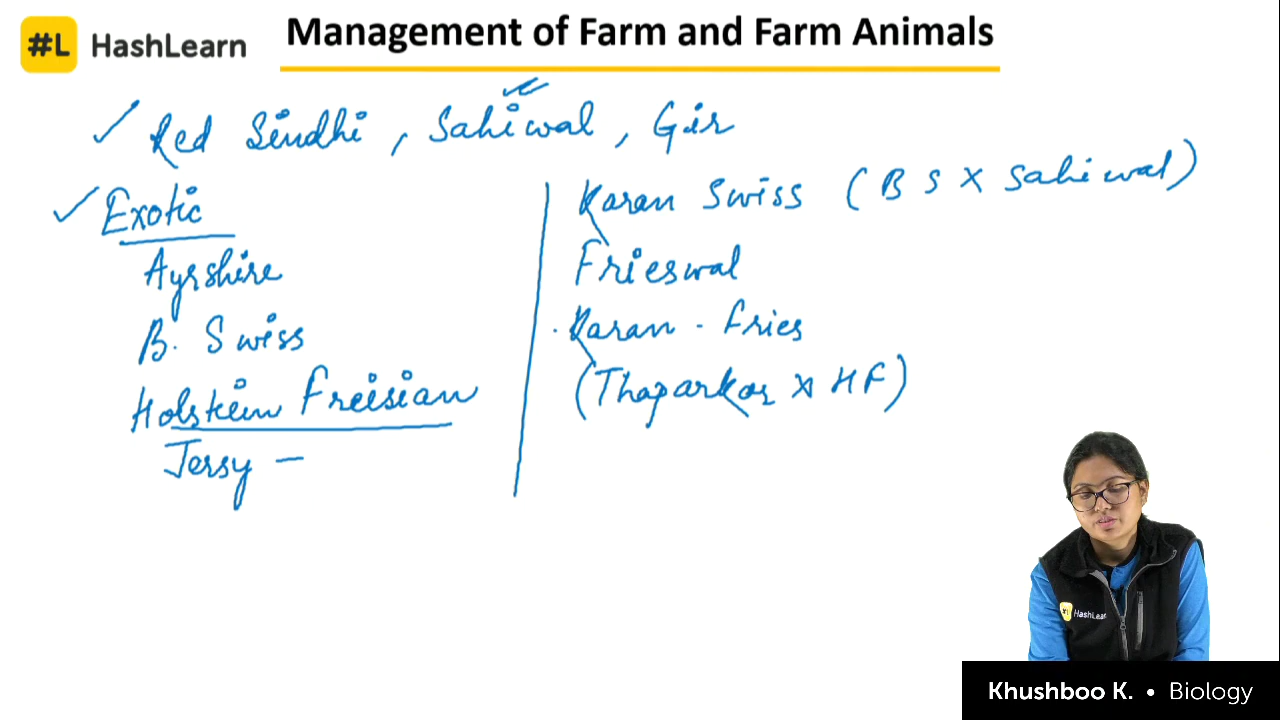 #L HashLearn
Management of Farm and Farm Animals
Red Sindhi, Sahiwal, Gir
Exotic
Ayrshire
B. Swiss
Holstein Freisian
Jersy -
Karan Swiss (B S X Sahiwal)
Frieswal
Karan - Fries
(Thaparkar X HF)
#L HashLearn
Khushboo K. • Biology